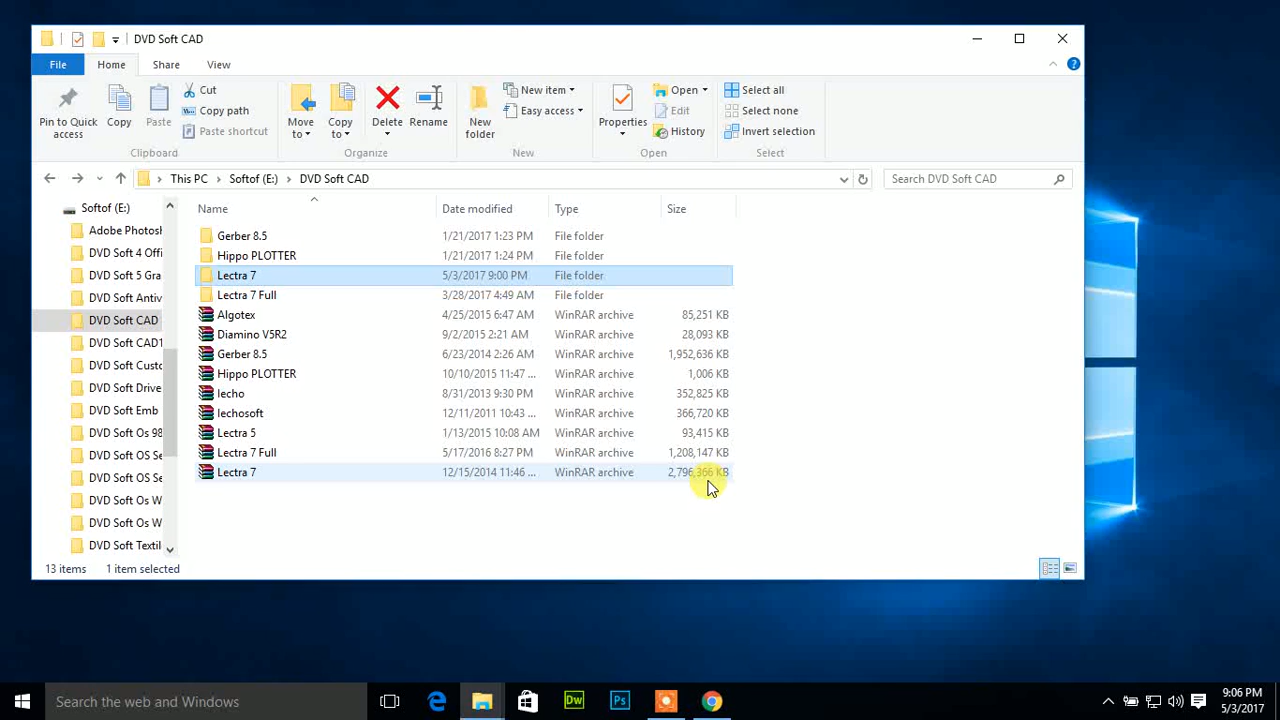 DVD Soft CAD
File Home Share View
Pin to Quick access
Copy
Paste
Cut
Copy path
Paste shortcut
Clipboard
Move to
Copy to
Delete
Rename
Organize
New folder
New item
Easy access
New
Properties
Open
Edit
History
Open
Select all
Select none
Invert selection
Select
This PC > Softof (E:) > DVD Soft CAD
Search DVD Soft CAD
Softof (E:)
Adobe Photosh
DVD Soft 4 Offi
DVD Soft 5 Gra
DVD Soft Antiv
DVD Soft CAD
DVD Soft CAD1
DVD Soft Custo
DVD Soft Drive
DVD Soft Emb
DVD Soft Os 98
DVD Soft OS Se
DVD Soft OS Se
DVD Soft Os W
DVD Soft Os W
DVD Soft Textil
Name Date modified Type Size
Gerber 8.5 1/21/2017 1:23 PM File folder
Hippo PLOTTER 1/21/2017 1:24 PM File folder
Lectra 7 5/3/2017 9:00 PM File folder
Lectra 7 Full 3/28/2017 4:49 AM File folder
Algotex 4/25/2015 6:47 AM WinRAR archive 85,251 KB
Diamino V5R2 9/2/2015 2:21 AM WinRAR archive 28,093 KB
Gerber 8.5 6/23/2014 2:26 AM WinRAR archive 1,952,636 KB
Hippo PLOTTER 10/10/2015 11:47 ... WinRAR archive 1,006 KB
Iecho 8/31/2013 9:30 PM WinRAR archive 352,825 KB
Iechosoft 12/11/2011 10:43 ... WinRAR archive 366,720 KB
Lectra 5 1/13/2015 10:08 AM WinRAR archive 93,415 KB
Lectra 7 Full 5/17/2016 8:27 PM WinRAR archive 1,208,147 KB
Lectra 7 12/15/2014 11:46 ... WinRAR archive 2,796,366 KB
13 items 1 item selected
Search the web and Windows
Dw
Ps
9:06 PM
5/3/2017